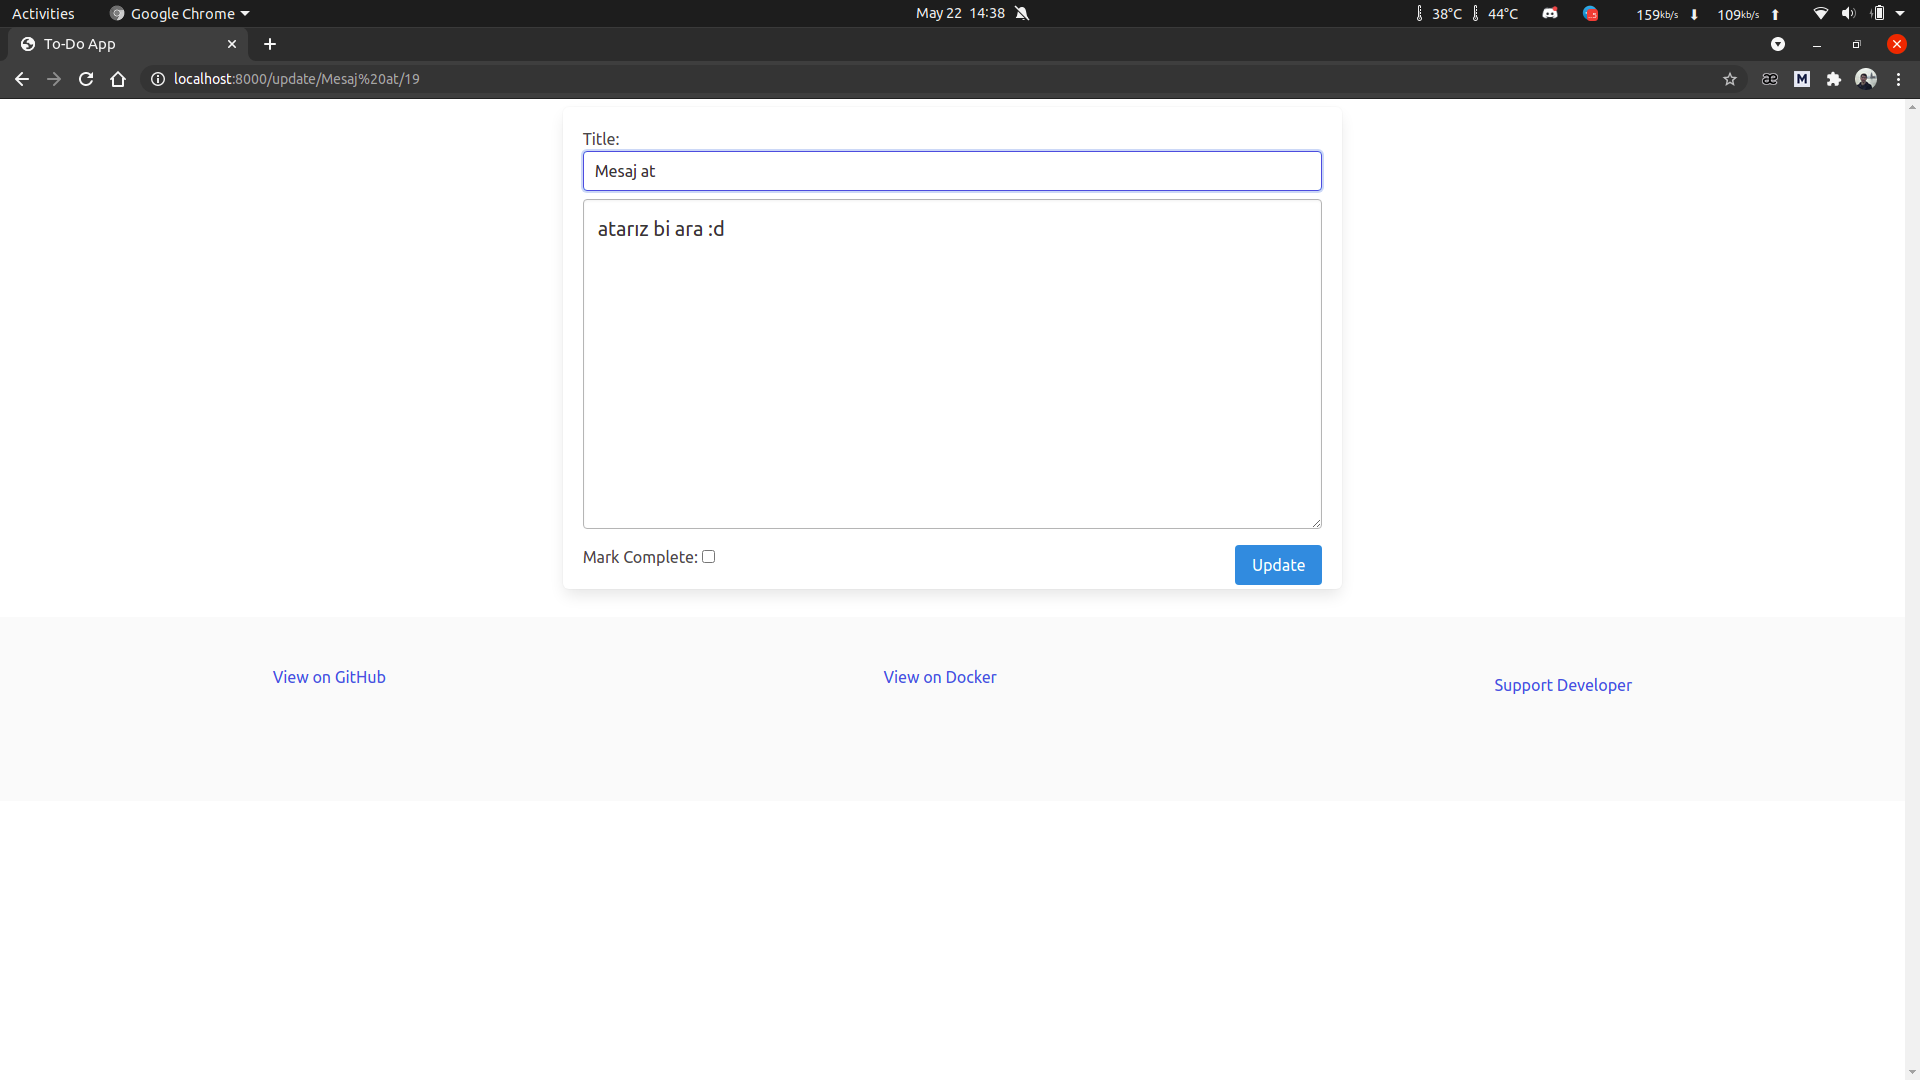 Activities Google Chrome May 22 14:38 38°C 44°C 159kb/s 109kb/s
To-Do App
localhost:8000/update/Mesaj%20at/19 æ M
Title:
Mesaj at
atarız bi ara :d
Mark Complete:
Update
View on GitHub View on Docker Support Developer